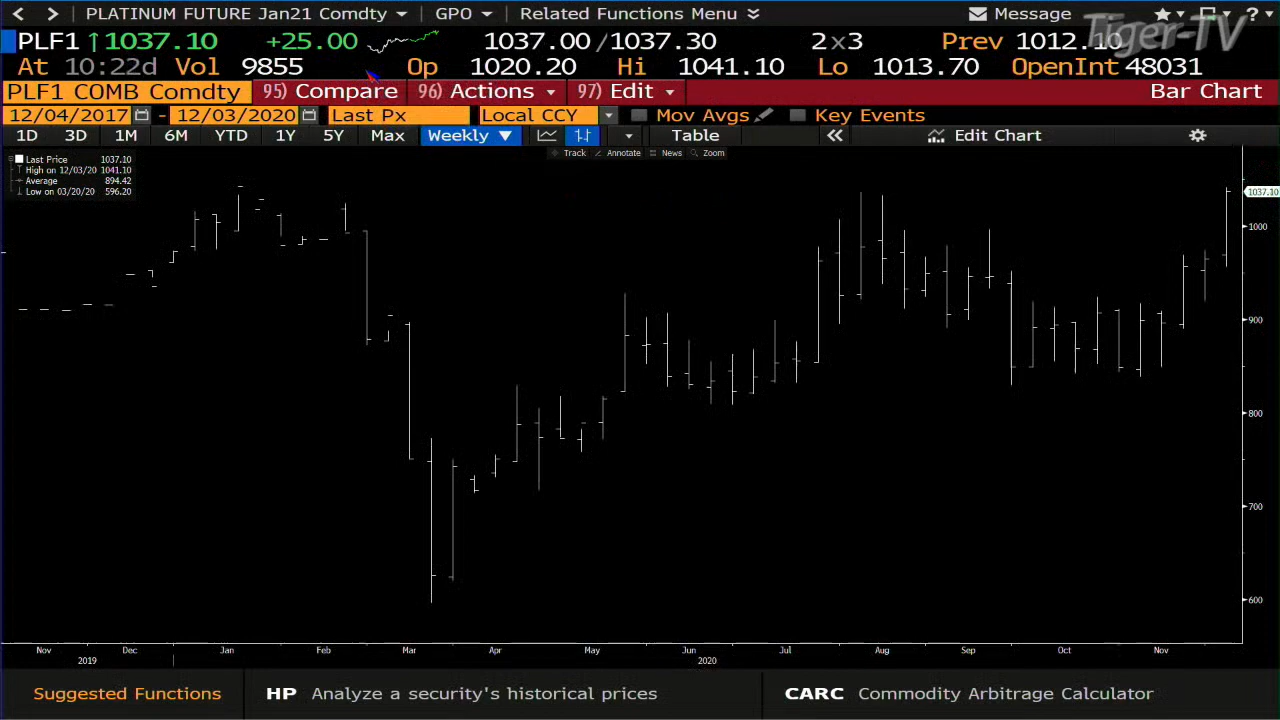 < > PLATINUM FUTURE Jan21 Comdty GPO Related Functions Menu Message ?
PLF1 ↑1037.10 +25.00 1037.00 /1037.30 2×3 Prev 1012.10
Tiger-TV
At 10:22d Vol 9855 Op 1020.20 Hi 1041.10 Lo 1013.70 OpenInt 48031
PLF1 COMB Comdty 95) Compare 96) Actions 97) Edit Bar Chart
12/04/2017 - 12/03/2020 Last Px Local CCY Mov Avgs Key Events
1D 3D 1M 6M YTD 1Y 5Y Max Weekly ▼ Table « Edit Chart
Track Annotate News Zoom
Last Price 1037.10
High on 12/03/20 1041.10
Average 894.42
Low on 03/20/20 596.20
1037.10
1000
900
800
700
600
Nov Dec Jan Feb Mar Apr May Jun Jul Aug Sep Oct Nov
2019 2020
Suggested Functions HP Analyze a security's historical prices CARC Commodity Arbitrage Calculator